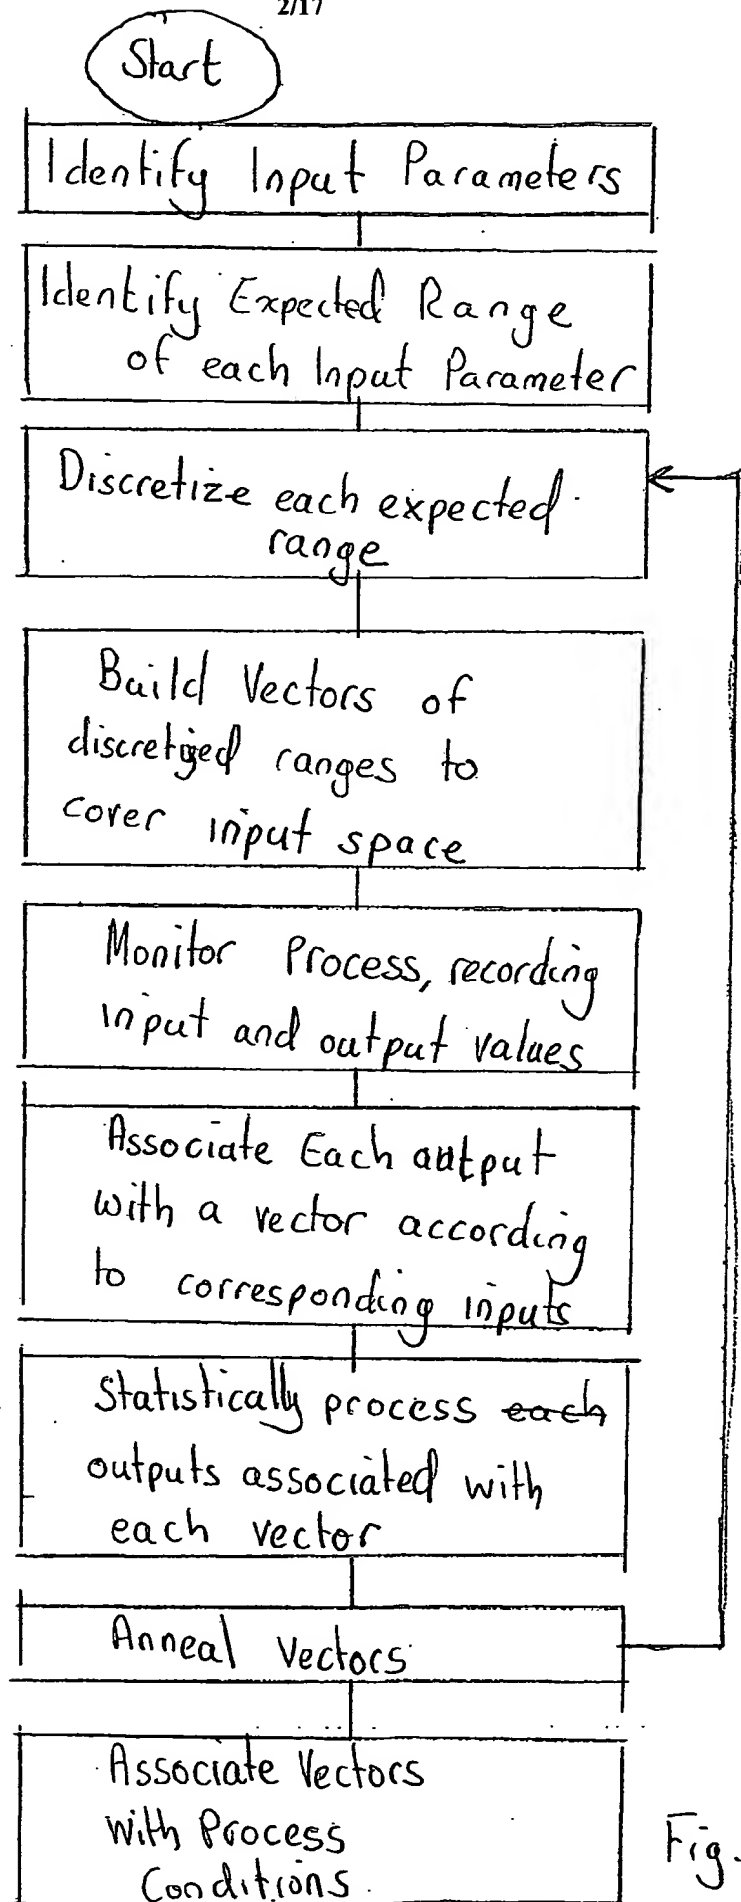 2/17
Start
Identify Input Parameters
Identify Expected Range
of each Input Parameter
Discretize each expected
range
Build Vectors of
discretized ranges to
cover input space
Monitor Process, recording
input and output values
Associate Each output
with a vector according
to corresponding inputs
Statistically process each
outputs associated with
each vector
Anneal Vectors
Associate Vectors
With Process
Conditions
Fig.